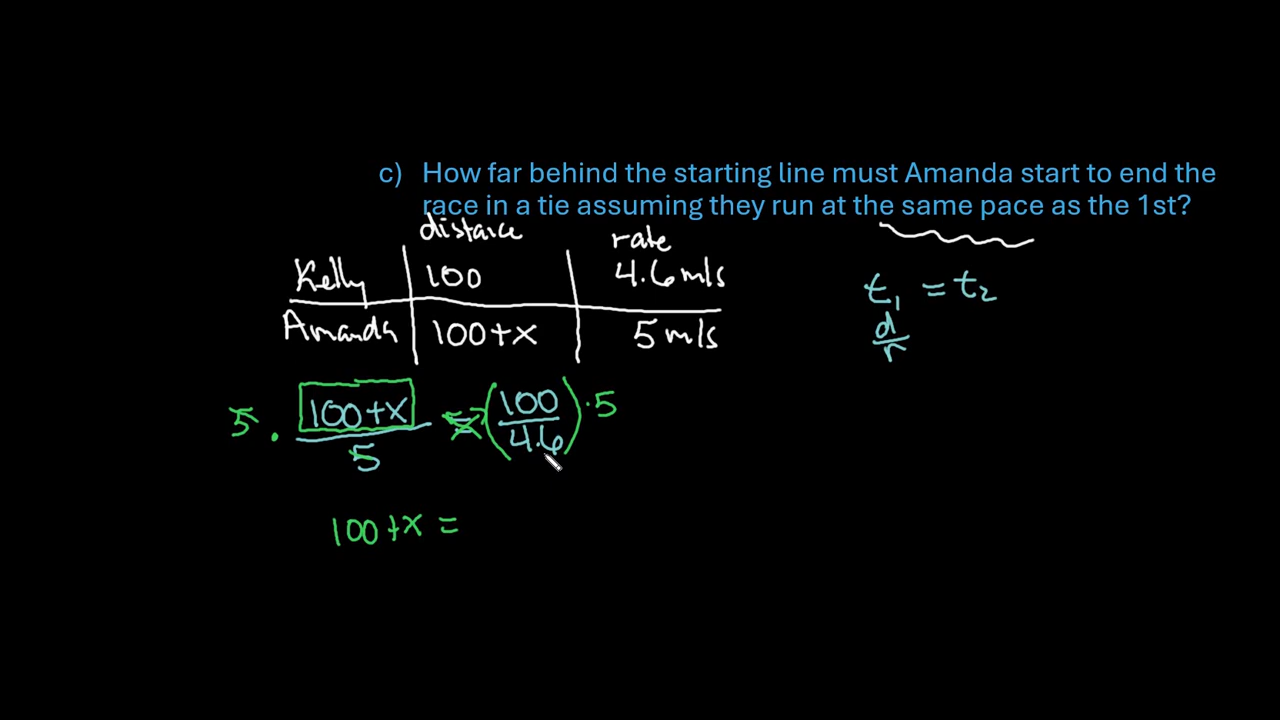 c) How far behind the starting line must Amanda start to end the
race in a tie assuming they run at the same pace as the 1st?
distance rate
Kelly 100 4.6 m/s
Amanda 100+x 5 m/s
t₁ = t₂
d
r
5 · 100+x = (100) · 5
5 4.6
100+x =